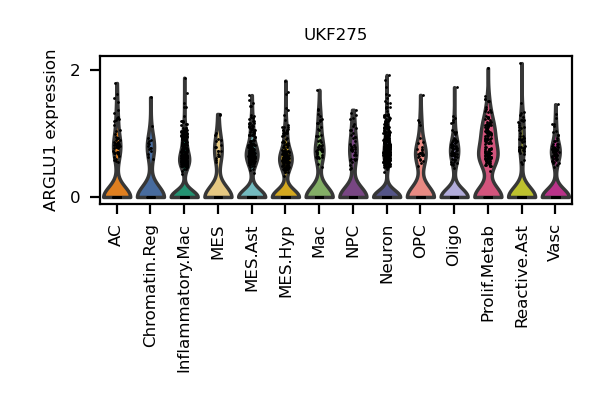 UKF275
ARGLU1 expression
2
0
AC
Chromatin.Reg
Inflammatory.Mac
MES
MES.Ast
MES.Hyp
Mac
NPC
Neuron
OPC
Oligo
Prolif.Metab
Reactive.Ast
Vasc